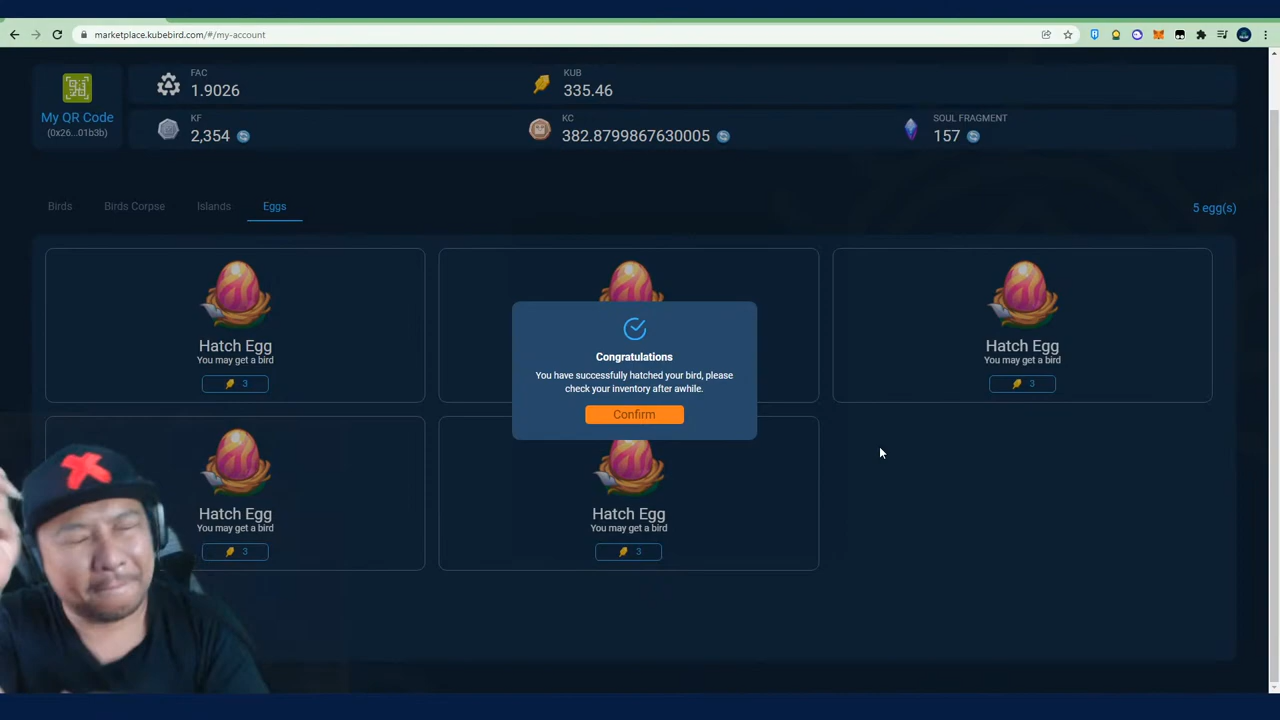 marketplace.kubebird.com/#/my-account
FAC
1.9026
KUB
335.46
My QR Code
(0x26...01b3b)
KF
2,354
KC
382.8799867630005
SOUL FRAGMENT
157
Birds
Birds Corpse
Islands
Eggs
5 egg(s)
Hatch Egg
You may get a bird
3
Hatch Egg
You may get a bird
3
Congratulations
You have successfully hatched your bird, please
check your inventory after awhile.
Confirm
Hatch Egg
You may get a bird
3
Hatch Egg
You may get a bird
3